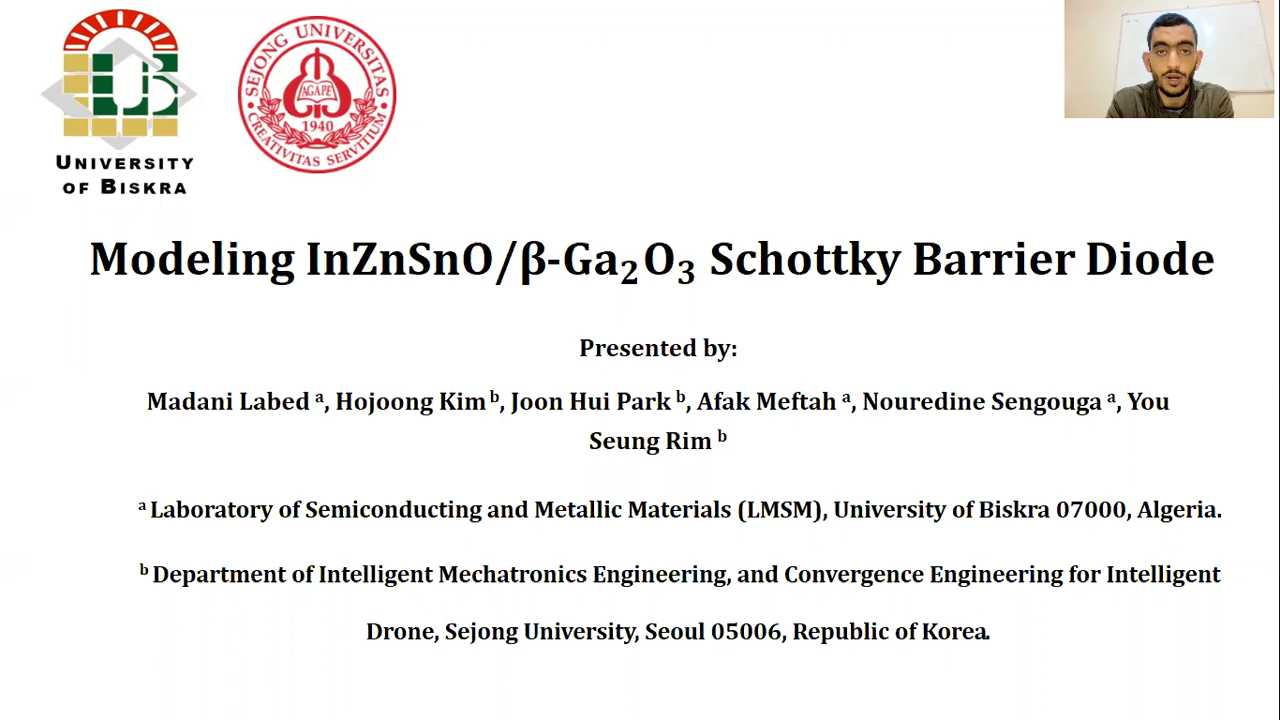 UNIVERSITY
OF BISKRA
SEJONG UNIVERSITAS
AGAPE
1940
CREATIVITAS SERVITIUM
Modeling InZnSnO/β-Ga₂O₃ Schottky Barrier Diode
Presented by:
Madani Labed ᵃ, Hojoong Kim ᵇ, Joon Hui Park ᵇ, Afak Meftah ᵃ, Nouredine Sengouga ᵃ, You
Seung Rim ᵇ
ᵃ Laboratory of Semiconducting and Metallic Materials (LMSM), University of Biskra 07000, Algeria.
ᵇ Department of Intelligent Mechatronics Engineering, and Convergence Engineering for Intelligent
Drone, Sejong University, Seoul 05006, Republic of Korea.